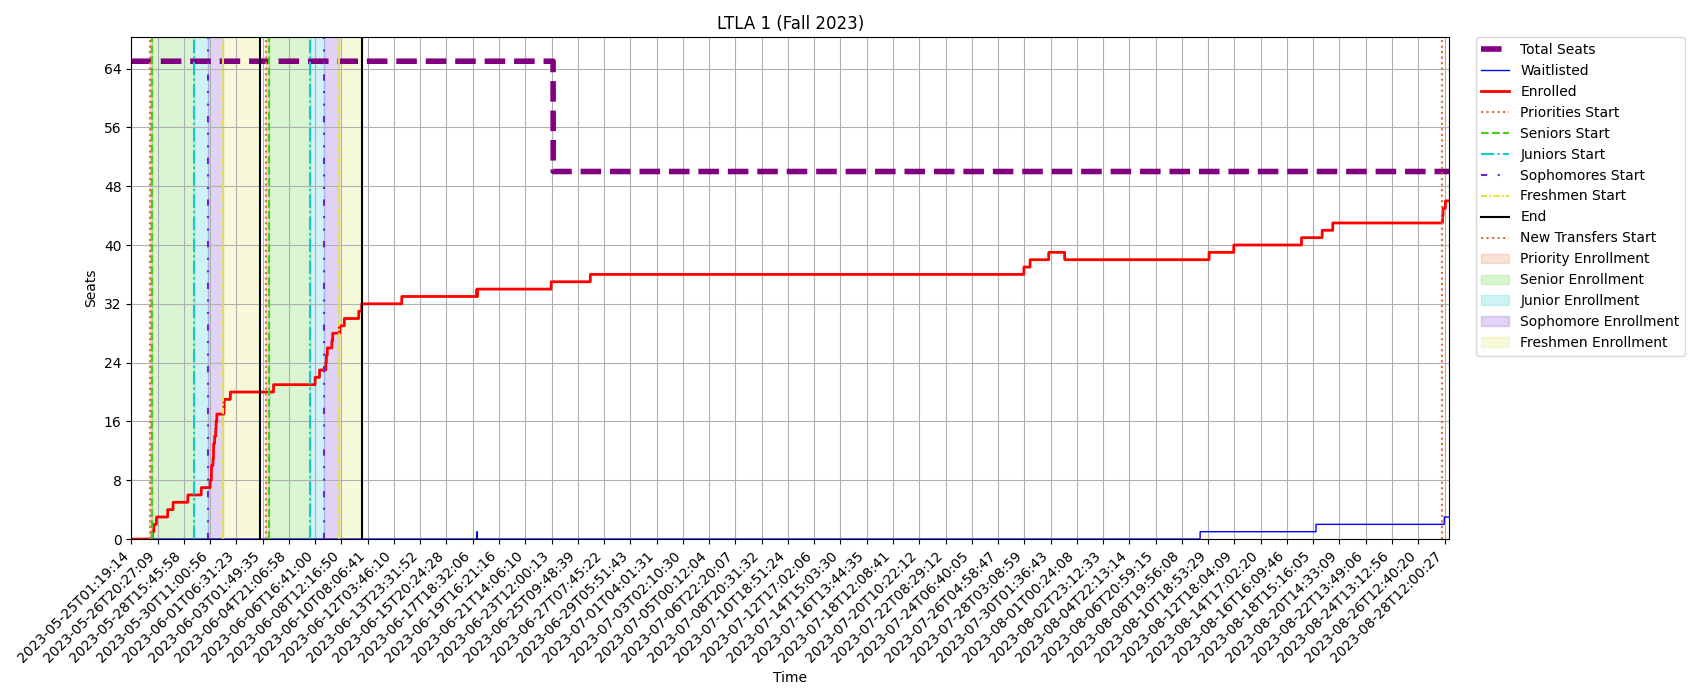 LTLA 1 (Fall 2023)
Seats
64
56
48
40
32
24
16
8
0
Total Seats
Waitlisted
Enrolled
Priorities Start
Seniors Start
Juniors Start
Sophomores Start
Freshmen Start
End
New Transfers Start
Priority Enrollment
Senior Enrollment
Junior Enrollment
Sophomore Enrollment
Freshmen Enrollment
2023-05-25T01:19:14
2023-05-26T20:27:09
2023-05-28T15:45:58
2023-05-30T11:00:56
2023-06-01T06:31:23
2023-06-03T01:49:35
2023-06-04T21:06:58
2023-06-06T16:41:00
2023-06-08T12:16:50
2023-06-10T08:06:41
2023-06-12T03:46:10
2023-06-13T23:31:52
2023-06-15T20:24:28
2023-06-17T18:32:06
2023-06-19T16:21:16
2023-06-21T14:06:10
2023-06-23T12:00:13
2023-06-25T09:48:39
2023-06-27T07:45:22
2023-06-29T05:51:43
2023-07-01T04:01:31
2023-07-03T02:10:30
2023-07-05T00:12:04
2023-07-06T22:20:07
2023-07-08T20:31:32
2023-07-10T18:51:24
2023-07-12T17:02:06
2023-07-14T15:03:30
2023-07-16T13:44:35
2023-07-18T12:08:41
2023-07-20T10:22:12
2023-07-22T08:29:12
2023-07-24T06:40:05
2023-07-26T04:58:47
2023-07-28T03:08:59
2023-07-30T01:36:43
2023-08-01T00:24:08
2023-08-02T23:12:33
2023-08-04T22:13:14
2023-08-06T20:59:15
2023-08-08T19:56:08
2023-08-10T18:53:29
2023-08-12T18:04:09
2023-08-14T17:02:20
2023-08-16T16:09:46
2023-08-18T15:16:05
2023-08-20T14:33:09
2023-08-22T13:49:06
2023-08-24T13:12:56
2023-08-26T12:40:20
2023-08-28T12:00:27
Time